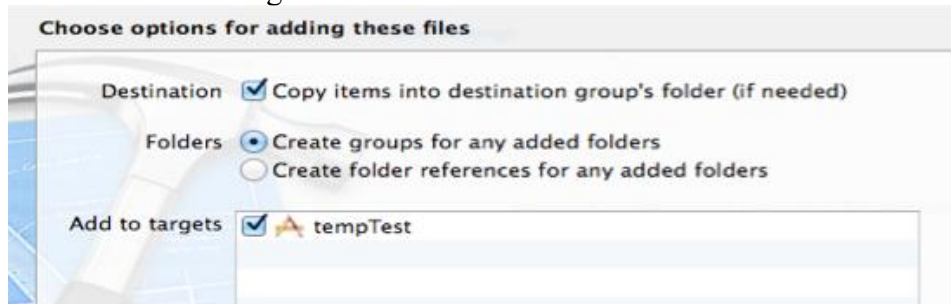 Choose options for adding these files
Destination Copy items into destination group's folder (if needed)
Folders Create groups for any added folders
Create folder references for any added folders
Add to targets tempTest